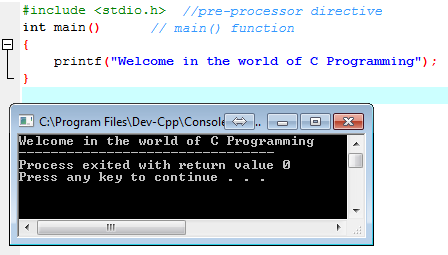 #include <stdio.h>  //pre-processor directive
int main()      // main() function
{
    printf("Welcome in the world of C Programming");
}
C:\Program Files\Dev-Cpp\Console...
Welcome in the world of C Programming
--------------------------------
Process exited with return value 0
Press any key to continue . . .